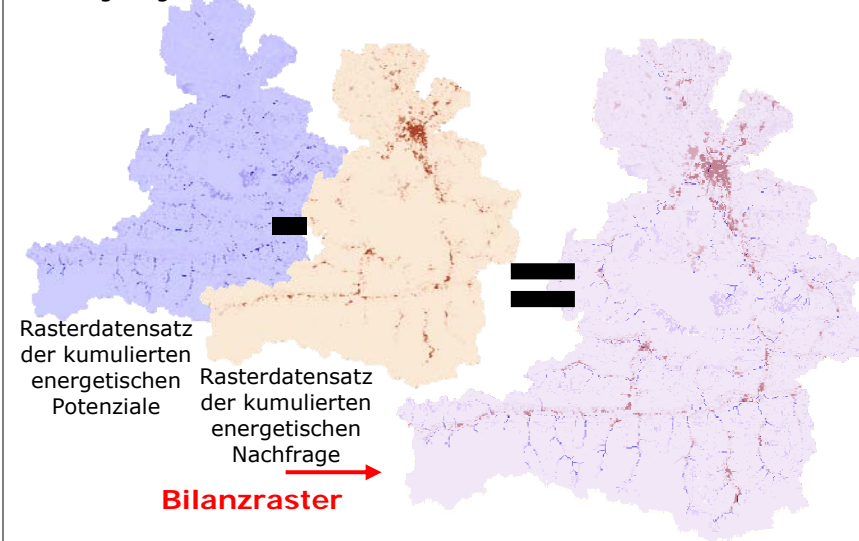 Rasterdatensatz
der kumulierten
energetischen
Potenziale
Rasterdatensatz
der kumulierten
energetischen
Nachfrage
Bilanzraster